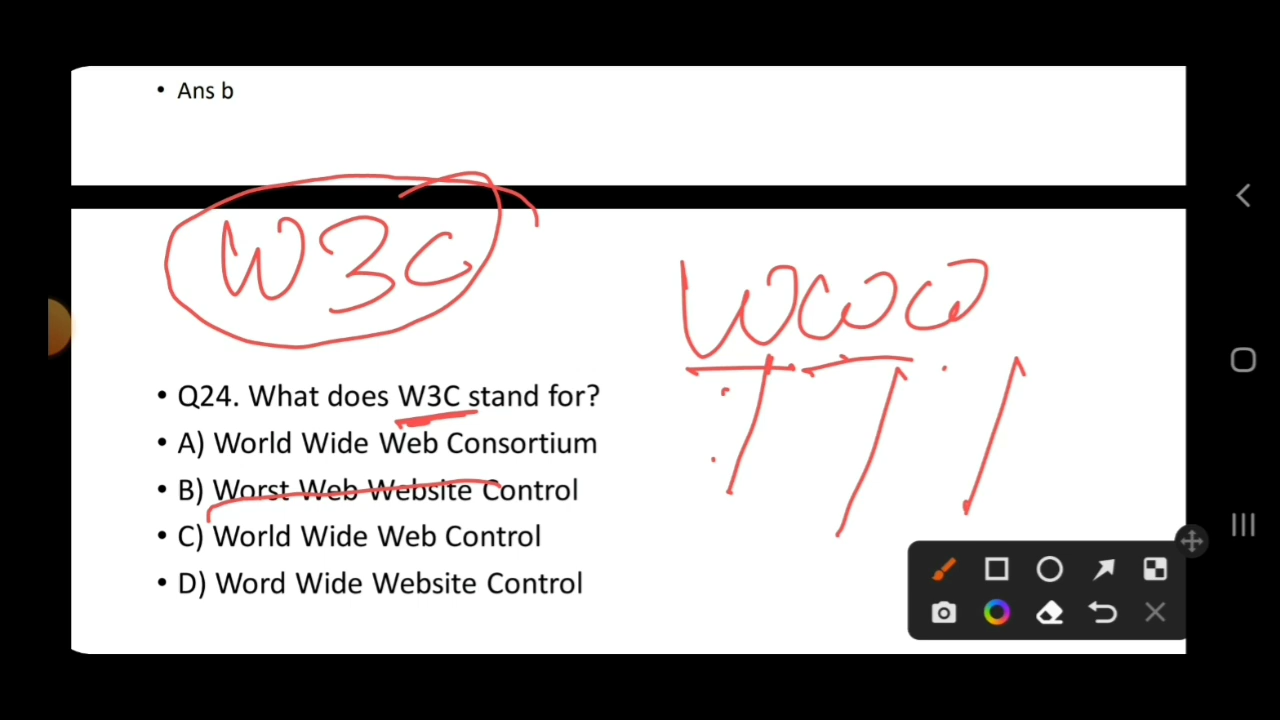 • Ans b
W3C
WWW
• Q24. What does W3C stand for?
• A) World Wide Web Consortium
• B) Worst Web Website Control
• C) World Wide Web Control
• D) Word Wide Website Control